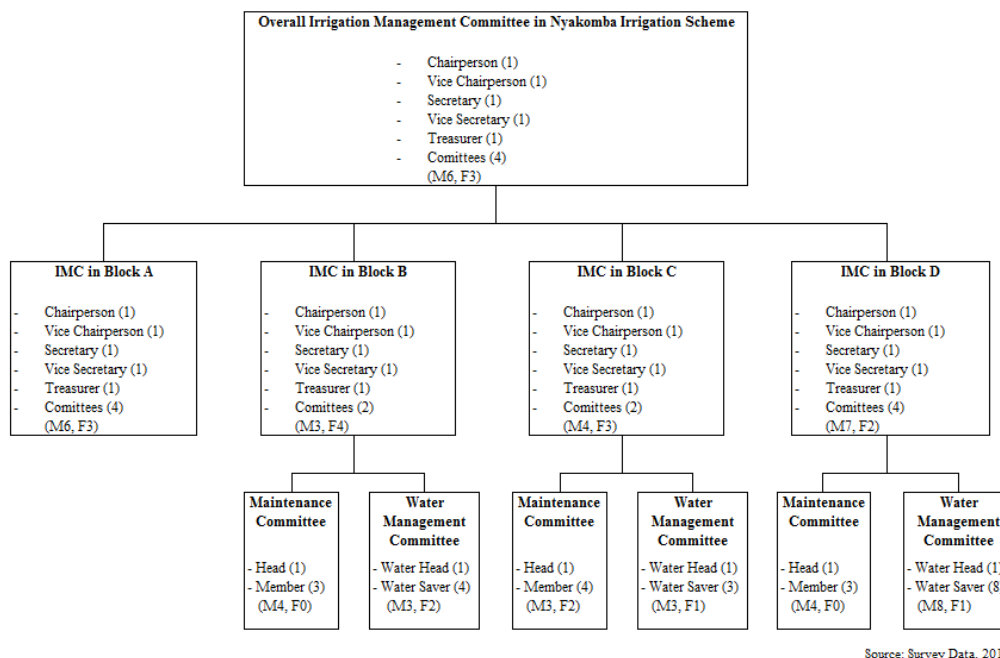 Overall Irrigation Management Committee in Nyakomba Irrigation Scheme
- Chairperson (1)
- Vice Chairperson (1)
- Secretary (1)
- Vice Secretary (1)
- Treasurer (1)
- Comittees (4)
(M6, F3)
IMC in Block A
- Chairperson (1)
- Vice Chairperson (1)
- Secretary (1)
- Vice Secretary (1)
- Treasurer (1)
- Comittees (4)
(M6, F3)
IMC in Block B
- Chairperson (1)
- Vice Chairperson (1)
- Secretary (1)
- Vice Secretary (1)
- Treasurer (1)
- Comittees (2)
(M3, F4)
IMC in Block C
- Chairperson (1)
- Vice Chairperson (1)
- Secretary (1)
- Vice Secretary (1)
- Treasurer (1)
- Comittees (2)
(M4, F3)
IMC in Block D
- Chairperson (1)
- Vice Chairperson (1)
- Secretary (1)
- Vice Secretary (1)
- Treasurer (1)
- Comittees (4)
(M7, F2)
Maintenance
Committee
- Head (1)
- Member (3)
(M4, F0)
Water
Management
Committee
- Water Head (1)
- Water Saver (4)
(M3, F2)
Maintenance
Committee
- Head (1)
- Member (4)
(M3, F2)
Water
Management
Committee
- Water Head (1)
- Water Saver (3)
(M3, F1)
Maintenance
Committee
- Head (1)
- Member (3)
(M4, F0)
Water
Management
Committee
- Water Head (1)
- Water Saver (8)
(M8, F1)
Source: Survey Data, 201